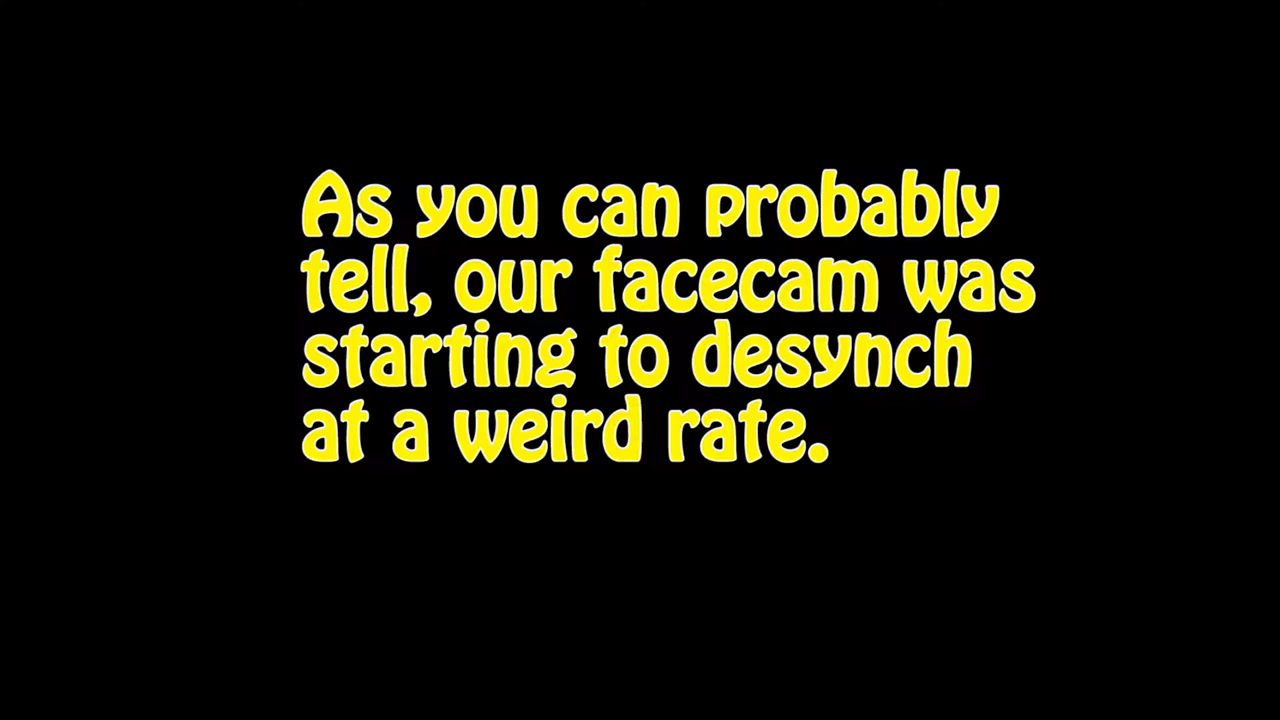 As you can probably
tell, our facecam was
starting to desynch
at a weird rate.